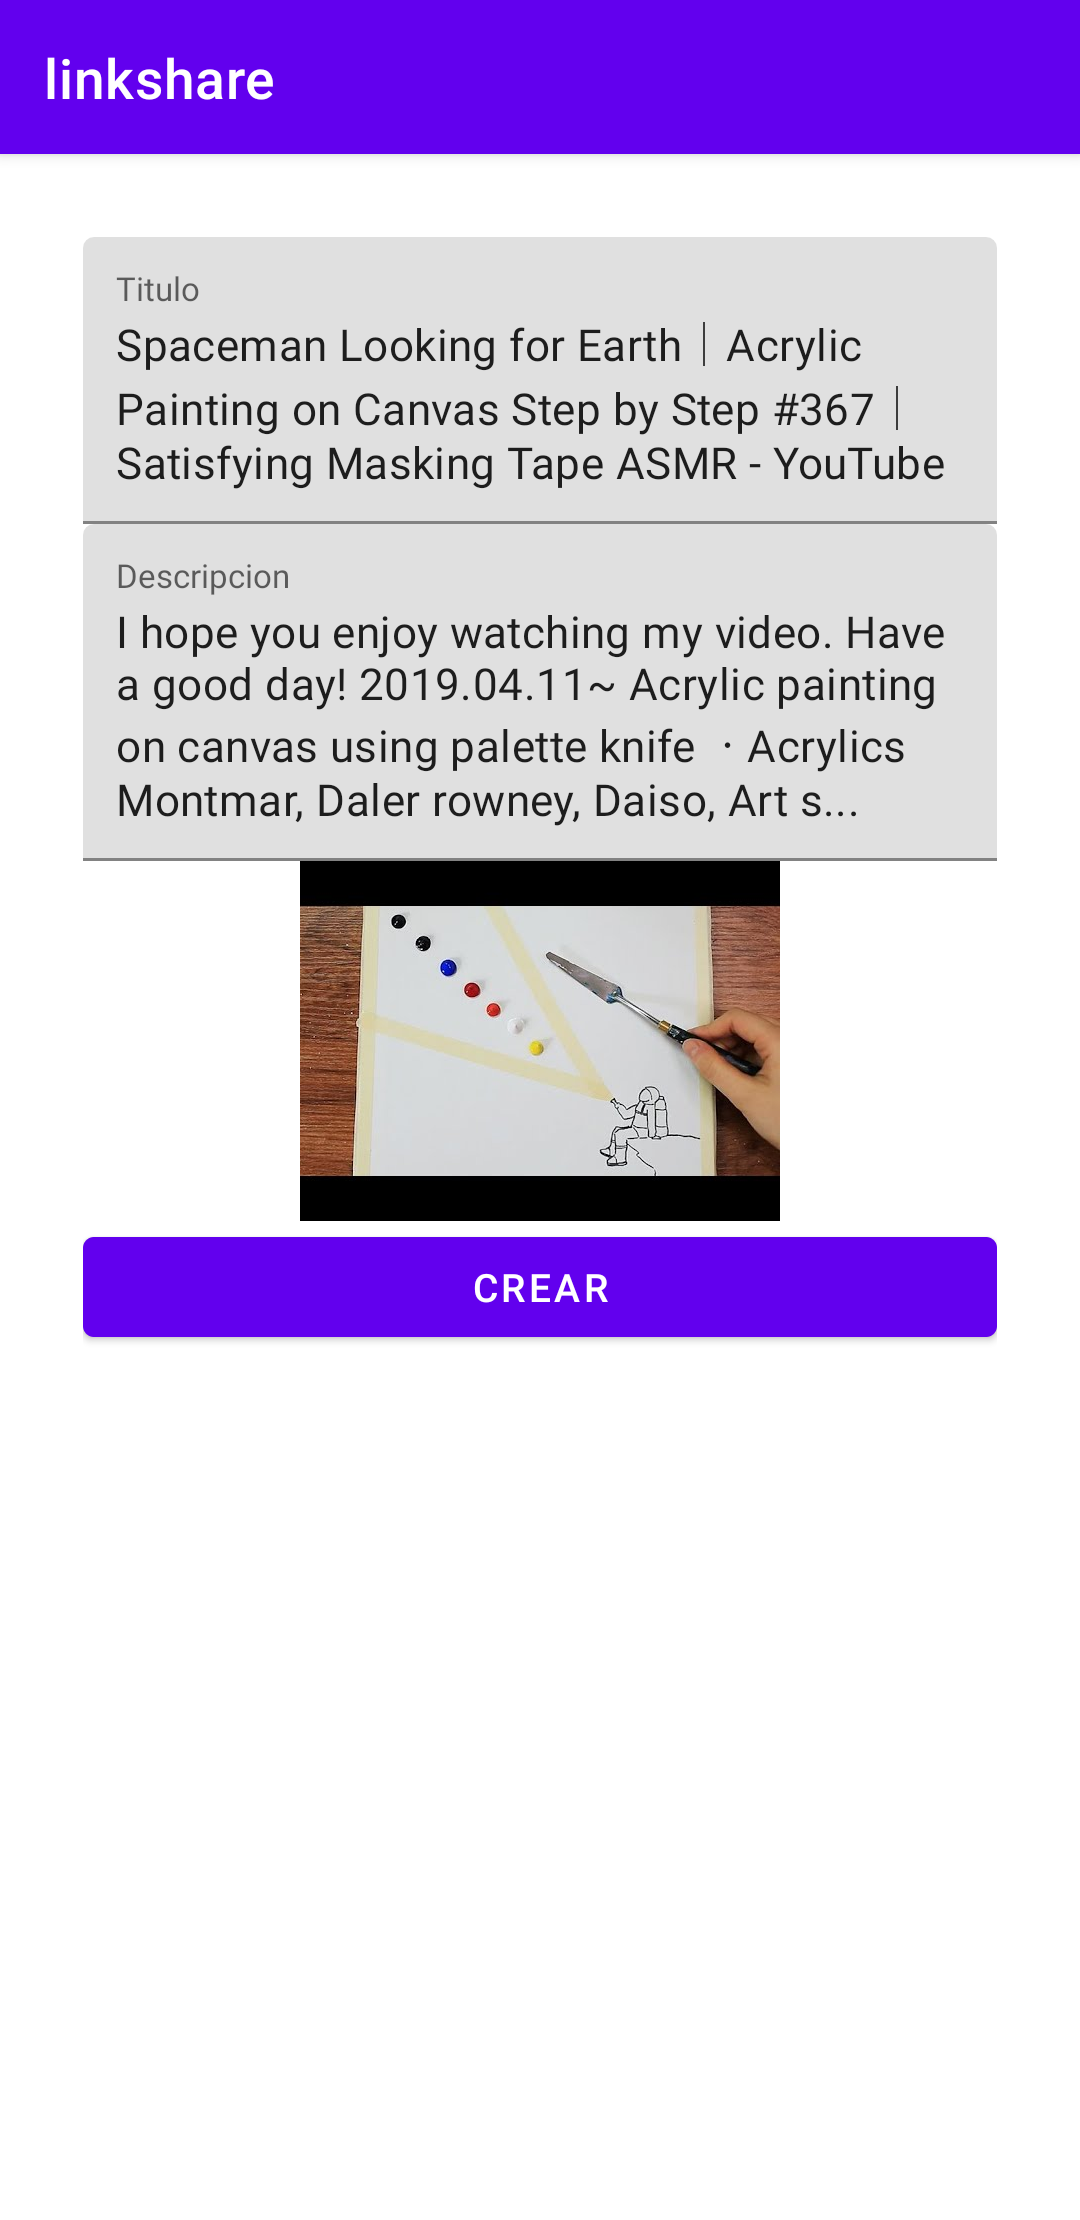 linkshare
Titulo
Spaceman Looking for Earth｜Acrylic
Painting on Canvas Step by Step #367｜
Satisfying Masking Tape ASMR - YouTube
Descripcion
I hope you enjoy watching my video. Have
a good day! 2019.04.11~ Acrylic painting
on canvas using palette knife ・Acrylics
Montmar, Daler rowney, Daiso, Art s...
CREAR